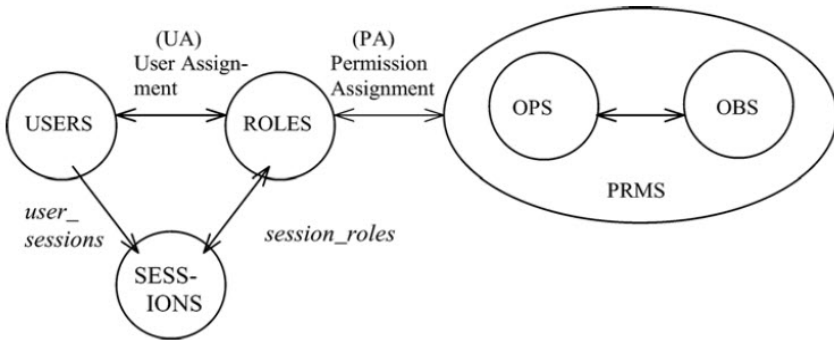 (UA)
User Assign-
ment
(PA)
Permission
Assignment
USERS
ROLES
OPS
OBS
PRMS
user_
sessions
session_roles
SESS-
IONS